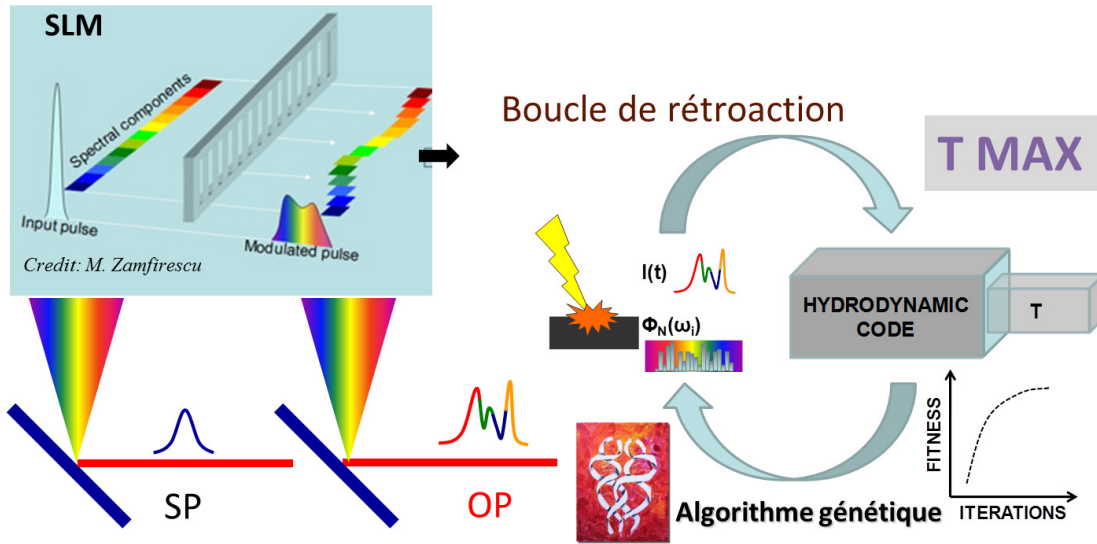 SLM
Spectral components
Input pulse
Modulated pulse
Credit: M. Zamfirescu
SP
OP
Boucle de rétroaction
T MAX
I(t)
Φ_N(ω_i)
HYDRODYNAMIC
CODE
T
FITNESS
ITERATIONS
Algorithme génétique